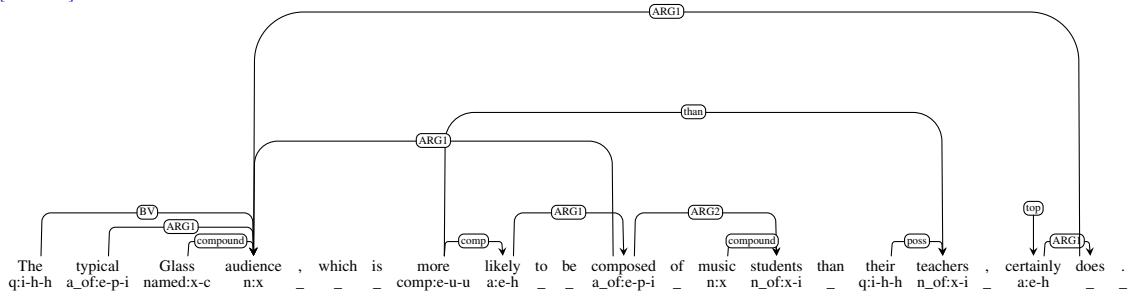 ARG1
than
ARG1
BV ARG1 ARG2 top
ARG1 compound comp compound poss ARG1
The typical Glass audience , which is more likely to be composed of music students than their teachers , certainly does .
q:i-h-h a_of:e-p-i named:x-c n:x _ _ _ comp:e-u-u a:e-h _ _ a_of:e-p-i _ n:x n_of:x-i _ q:i-h-h n_of:x-i _ a:e-h _ _